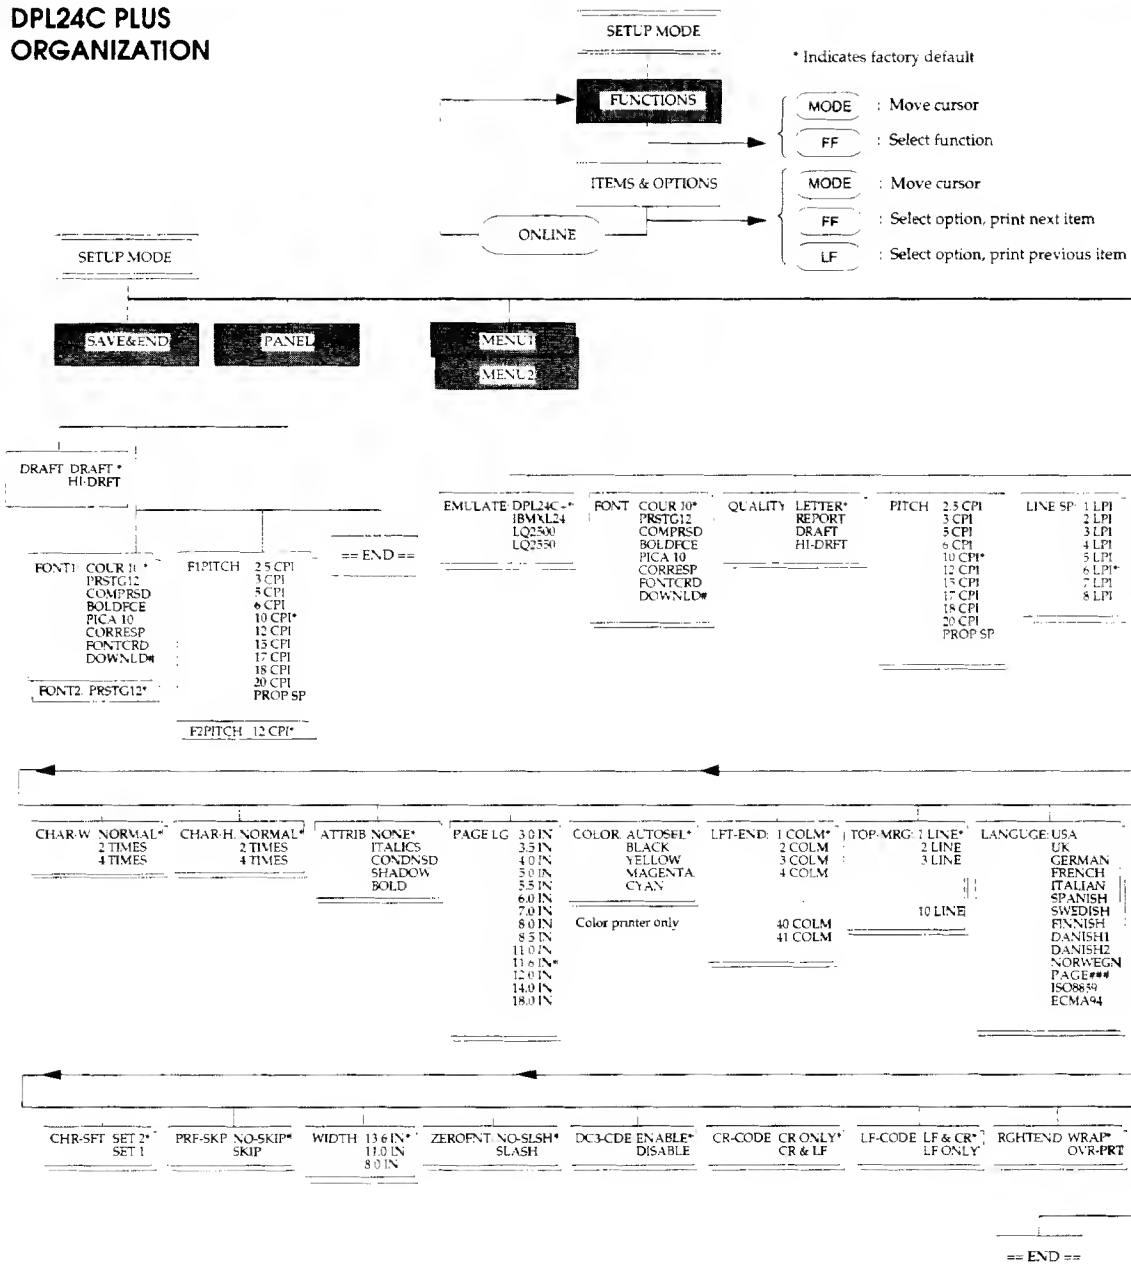 DPL24C PLUS
ORGANIZATION
SETUP MODE
* Indicates factory default
FUNCTIONS
MODE : Move cursor
FF : Select function
ITEMS & OPTIONS
MODE : Move cursor
FF : Select option, print next item
ONLINE
LF : Select option, print previous item
SETUP MODE
SAVE&END
PANEL
MENU1
MENU2
DRAFT DRAFT*
HI-DRFT
FONT1: COUR 10*
PRSTG12
COMPRSD
BOLDFCE
PICA 10
CORRESP
FONTCRD
DOWNLD#
FONT2. PRSTG12*
F1PITCH 2.5 CPI
3 CPI
5 CPI
6 CPI
10 CPI*
12 CPI
15 CPI
17 CPI
18 CPI
20 CPI
PROP SP
F2PITCH 12 CPI*
== END ==
EMULATE DPL24C+*
IBMXL24
LQ2500
LQ2550
FONT COUR 10*
PRSTG12
COMPRSD
BOLDFCE
PICA 10
CORRESP
FONTCRD
DOWNLD#
QUALITY LETTER*
REPORT
DRAFT
HI-DRFT
PITCH 2.5 CPI
3 CPI
5 CPI
6 CPI
10 CPI*
12 CPI
15 CPI
17 CPI
18 CPI
20 CPI
PROP SP
LINE SP: 1 LPI
2 LPI
3 LPI
4 LPI
5 LPI
6 LPI*
7 LPI
8 LPI
CHAR-W NORMAL*
2 TIMES
4 TIMES
CHAR-H. NORMAL*
2 TIMES
4 TIMES
ATTRIB NONE*
ITALICS
CONDNSD
SHADOW
BOLD
PAGE LG 3.0 IN
3.5 IN
4.0 IN
5.0 IN
5.5 IN
6.0 IN
7.0 IN
8.0 IN
8.5 IN
11.0 IN
11.6 IN*
12.0 IN
14.0 IN
18.0 IN
COLOR. AUTOSEL*
BLACK
YELLOW
MAGENTA
CYAN
Color printer only
LFT-END: 1 COLM*
2 COLM
3 COLM
4 COLM
40 COLM
41 COLM
TOP-MRG: 1 LINE*
2 LINE
3 LINE
10 LINE
LANGUGE: USA
UK
GERMAN
FRENCH
ITALIAN
SPANISH
SWEDISH
FINNISH
DANISH1
DANISH2
NORWEGN
PAGE###
ISO8859
ECMA94
CHR-SFT SET 2*
SET 1
PRF-SKP NO-SKIP*
SKIP
WIDTH 13.6 IN*
11.0 IN
8.0 IN
ZEROFNT: NO-SLSH*
SLASH
DC3-CDE ENABLE*
DISABLE
CR-CODE CR ONLY*
CR & LF
LF-CODE LF & CR*
LF ONLY
RGHTEND WRAP*
OVR-PRT
== END ==